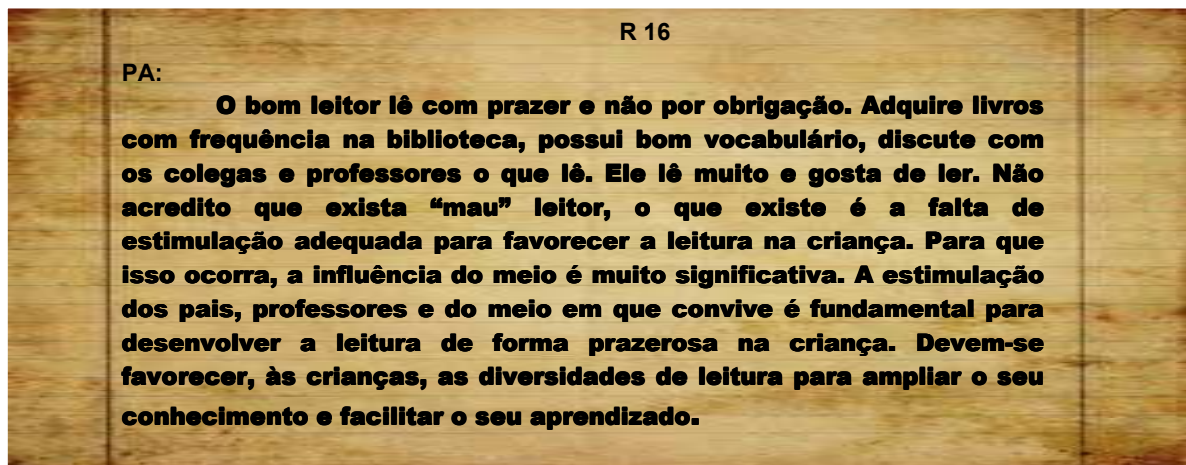 R 16
PA:
O bom leitor lê com prazer e não por obrigação. Adquire livros
com frequência na biblioteca, possui bom vocabulário, discute com
os colegas e professores o que lê. Ele lê muito e gosta de ler. Não
acredito que exista “mau” leitor, o que existe é a falta de
estimulação adequada para favorecer a leitura na criança. Para que
isso ocorra, a influência do meio é muito significativa. A estimulação
dos pais, professores e do meio em que convive é fundamental para
desenvolver a leitura de forma prazerosa na criança. Devem-se
favorecer, às crianças, as diversidades de leitura para ampliar o seu
conhecimento e facilitar o seu aprendizado.